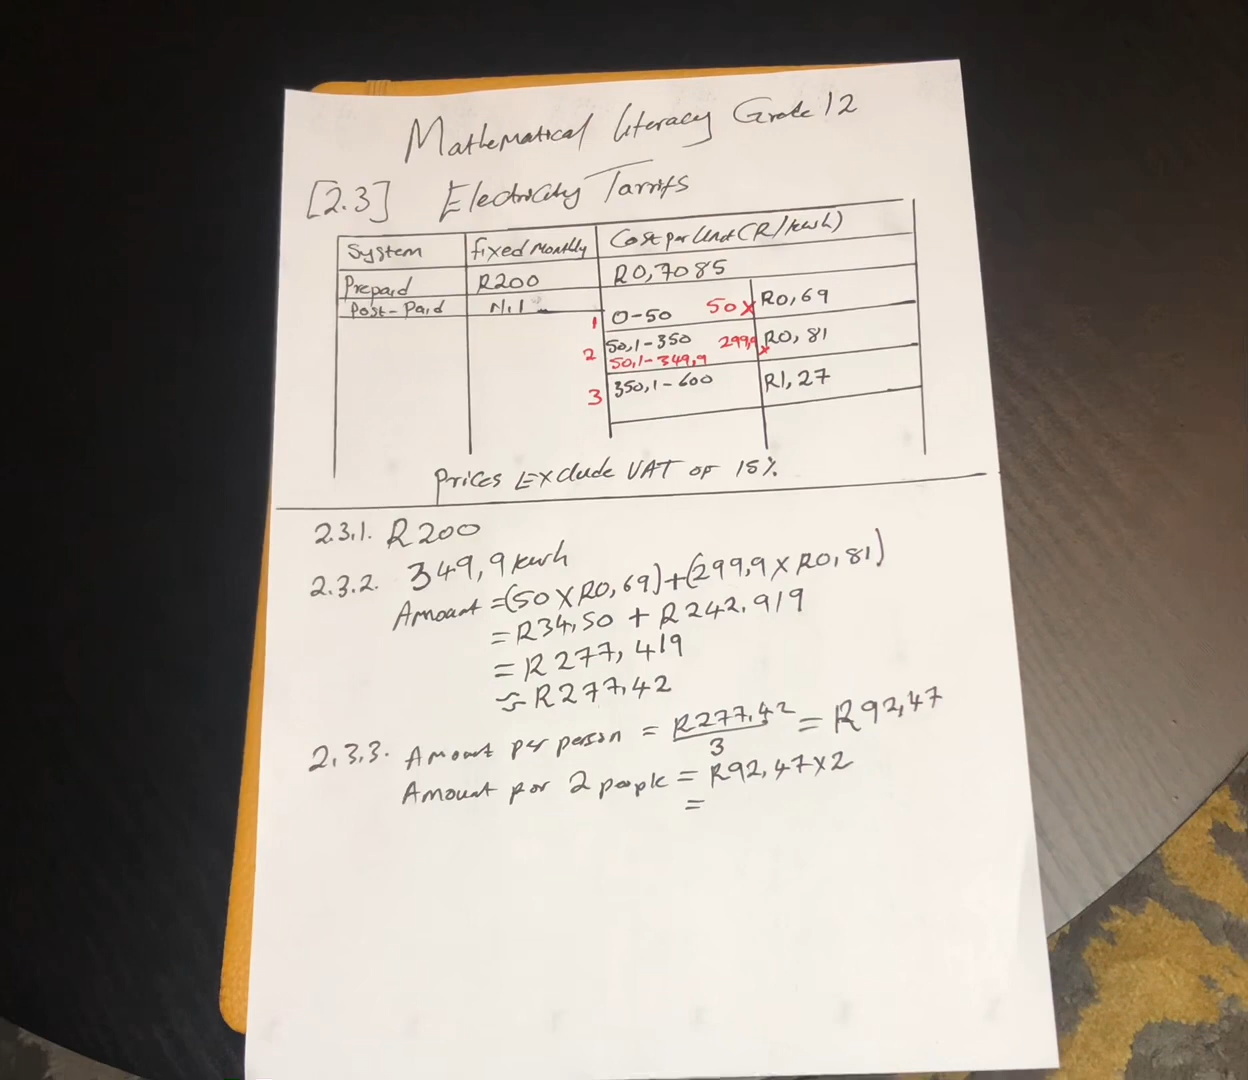 Mathematical Literacy Grade 12
[2.3] Electricity Tarrifs
System Fixed Monthly Cost per Unit (R/kwh)
Prepaid R200 R0,7085
Post-Paid Nil
1 0-50 50x R0,69
2 50,1-350 299,9x R0,81
50,1-349,9
3 350,1-600 R1,27
Prices Exclude VAT of 15%
2.3.1. R200
2.3.2. 349,9 kwh
Amount =(50 X R0,69)+(299,9 X R0,81)
= R34,50 + R242.919
= R277,419
≈ R277,42
2.3.3. Amount per person = R277,42/3 = R92,47
Amount for 2 people = R92,47x2
=